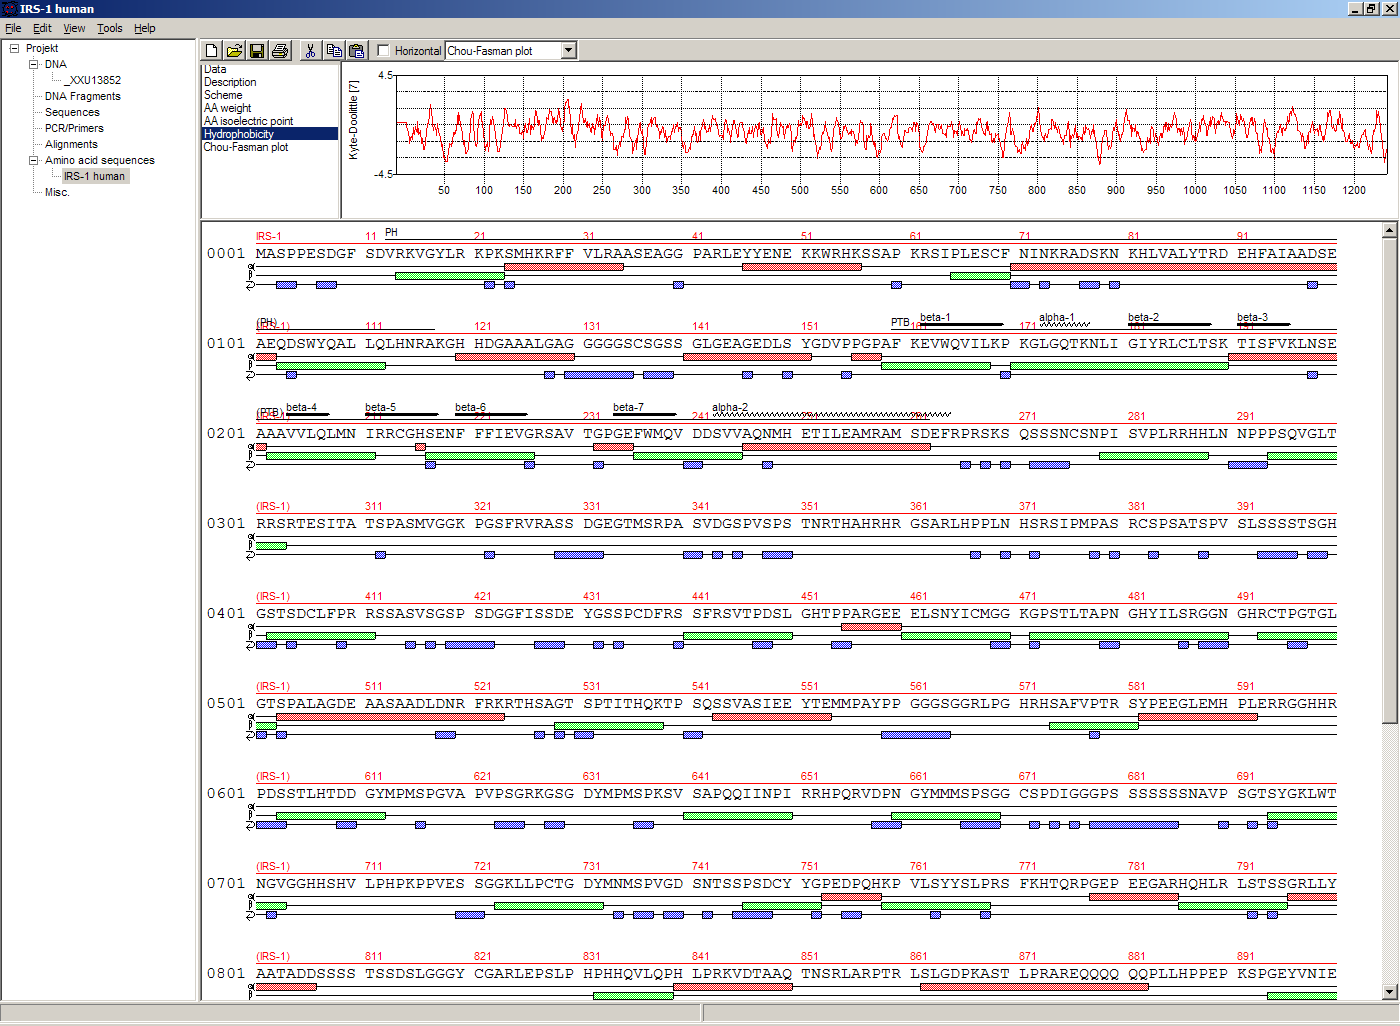 IRS-1 human
File Edit View Tools Help
Projekt
DNA
_XXU13852
DNA Fragments
Sequences
PCR/Primers
Alignments
Amino acid sequences
IRS-1 human
Misc.
Horizontal Chou-Fasman plot
Data
Description
Scheme
AA weight
AA isoelectric point
Hydrophobicity
Chou-Fasman plot
Kyte-Doolittle [7]
4.5
-4.5
50 100 150 200 250 300 350 400 450 500 550 600 650 700 750 800 850 900 950 1000 1050 1100 1150 1200
IRS-1 11 PH 21 31 41 51 61 71 81 91
0001 MASPPESDGF SDVRKVGYLR KPKSMHKRFF VLRAASEAGG PARLEYYENE KKWRHKSSAP KRSIPLESCF NINKRADSKN KHLVALYTRD EHFAIAADSE
(PH) PTB beta-1 alpha-1 beta-2 beta-3
(IRS-1) 111 121 131 141 151 161 171 181 191
0101 AEQDSWYQAL LQLHNRAKGH HDGAAALGAG GGGGSCSGSS GLGEAGEDLS YGDVPPGPAF KEVWQVILKP KGLGQTKNLI GIYRLCLTSK TISFVKLNSE
(PTB) beta-4 beta-5 beta-6 beta-7 alpha-2
(IRS-1) 211 221 231 241 251 261 271 281 291
0201 AAAVVLQLMN IRRCGHSENF FFIEVGRSAV TGPGEFWMQV DDSVVAQNMH ETILEAMRAM SDEFRPRSKS QSSSNCSNPI SVPLRRHHLN NPPPSQVGLT
(IRS-1) 311 321 331 341 351 361 371 381 391
0301 RRSRTESITA TSPASMVGGK PGSFRVRASS DGEGTMSRPA SVDGSPVSPS TNRTHAHRHR GSARLHPPLN HSRSIPMPAS RCSPSATSPV SLSSSSTSGH
(IRS-1) 411 421 431 441 451 461 471 481 491
0401 GSTSDCLFPR RSSASVSGSP SDGGFISSDE YGSSPCDFRS SFRSVTPDSL GHTPPARGEE ELSNYICMGG KGPSTLTAPN GHYILSRGGN GHRCTPGTGL
(IRS-1) 511 521 531 541 551 561 571 581 591
0501 GTSPALAGDE AASAADLDNR FRKRTHSAGT SPTITHQKTP SQSSVASIEE YTEMMPAYPP GGGSGGRLPG HRHSAFVPTR SYPEEGLEMH PLERRGGHHR
(IRS-1) 611 621 631 641 651 661 671 681 691
0601 PDSSTLHTDD GYMPMSPGVA PVPSGRKGSG DYMPMSPKSV SAPQQIINPI RRHPQRVDPN GYMMMSPSGG CSPDIGGGPS SSSSSSNAVP SGTSYGKLWT
(IRS-1) 711 721 731 741 751 761 771 781 791
0701 NGVGGHHSHV LPHPKPPVES SGGKLLPCTG DYMNMSPVGD SNTSSPSDCY YGPEDPQHKP VLSYYSLPRS FKHTQRPGEP EEGARHQHLR LSTSSGRLLY
(IRS-1) 811 821 831 841 851 861 871 881 891
0801 AATADDSSSS TSSDSLGGGY CGARLEPSLP HPHHQVLQPH LPRKVDTAAQ TNSRLARPTR LSLGDPKAST LPRAREQQQQ QQPLLHPPEP KSPGEYVNIE